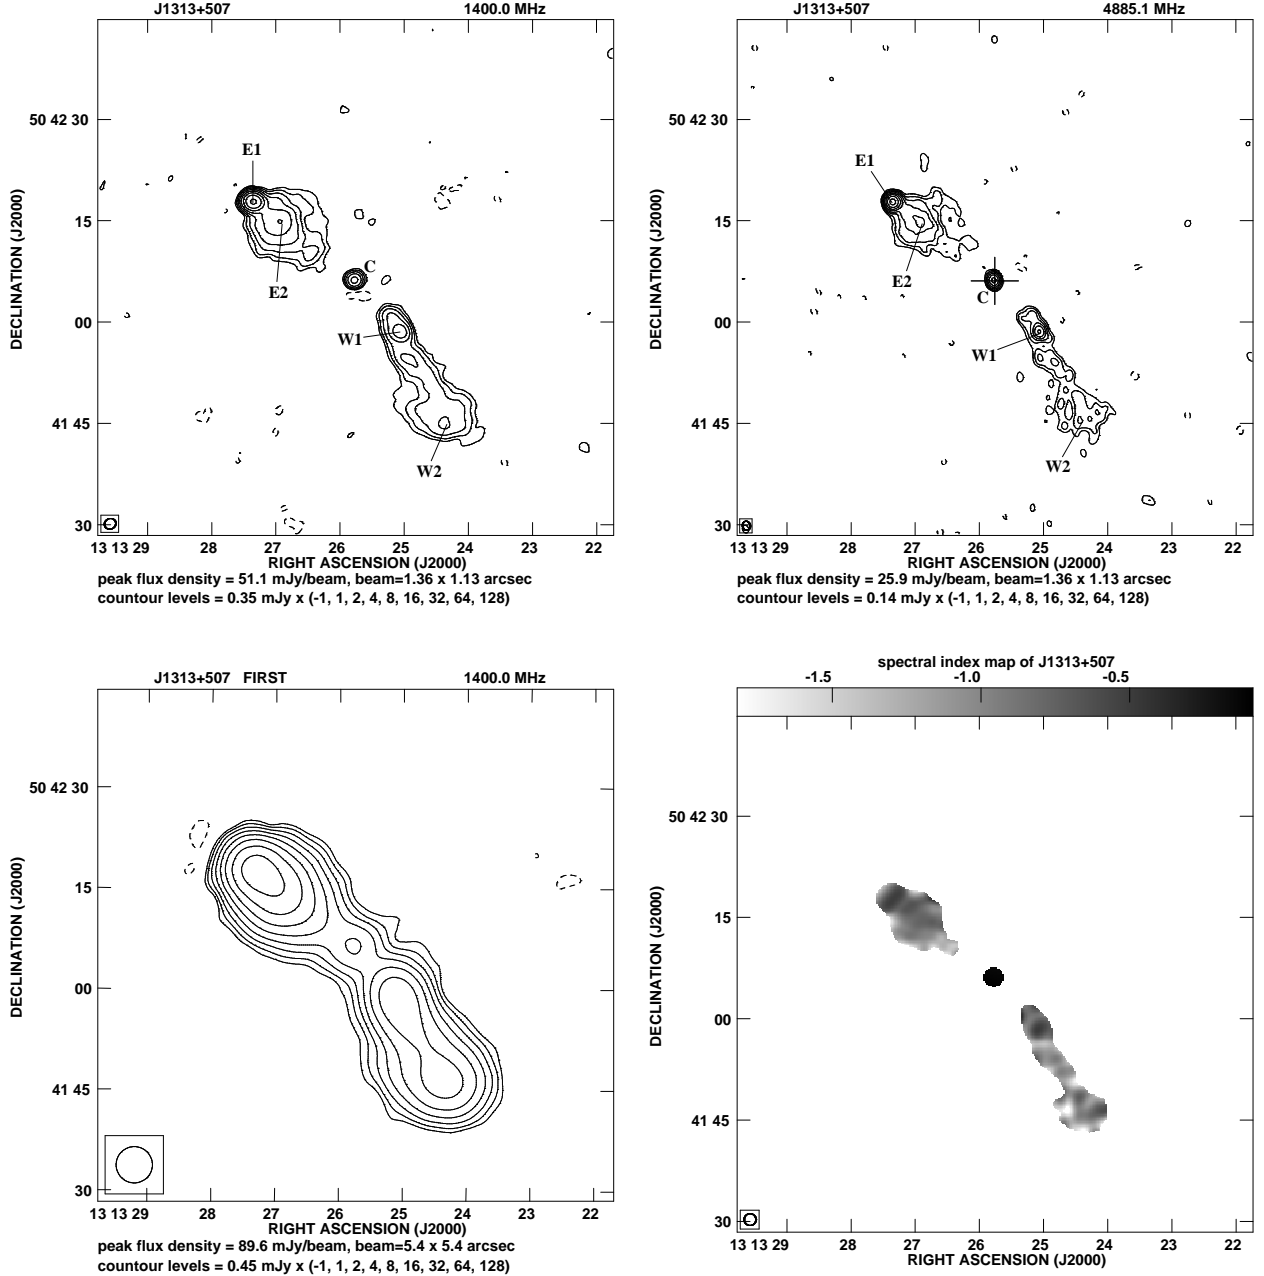 J1313+507 1400.0 MHz
50 42 30
E1
15
E2
C
00
W1
41 45
W2
30
13 13 29 28 27 26 25 24 23 22
DECLINATION (J2000)
RIGHT ASCENSION (J2000)
peak flux density = 51.1 mJy/beam, beam=1.36 x 1.13 arcsec
countour levels = 0.35 mJy x (-1, 1, 2, 4, 8, 16, 32, 64, 128)
J1313+507 4885.1 MHz
50 42 30
E1
15
E2
C
00
W1
41 45
W2
30
13 13 29 28 27 26 25 24 23 22
DECLINATION (J2000)
RIGHT ASCENSION (J2000)
peak flux density = 25.9 mJy/beam, beam=1.36 x 1.13 arcsec
countour levels = 0.14 mJy x (-1, 1, 2, 4, 8, 16, 32, 64, 128)
J1313+507 FIRST 1400.0 MHz
50 42 30
15
00
41 45
30
13 13 29 28 27 26 25 24 23 22
DECLINATION (J2000)
RIGHT ASCENSION (J2000)
peak flux density = 89.6 mJy/beam, beam=5.4 x 5.4 arcsec
countour levels = 0.45 mJy x (-1, 1, 2, 4, 8, 16, 32, 64, 128)
spectral index map of J1313+507
-1.5 -1.0 -0.5
50 42 30
15
00
41 45
30
13 13 29 28 27 26 25 24 23 22
DECLINATION (J2000)
RIGHT ASCENSION (J2000)